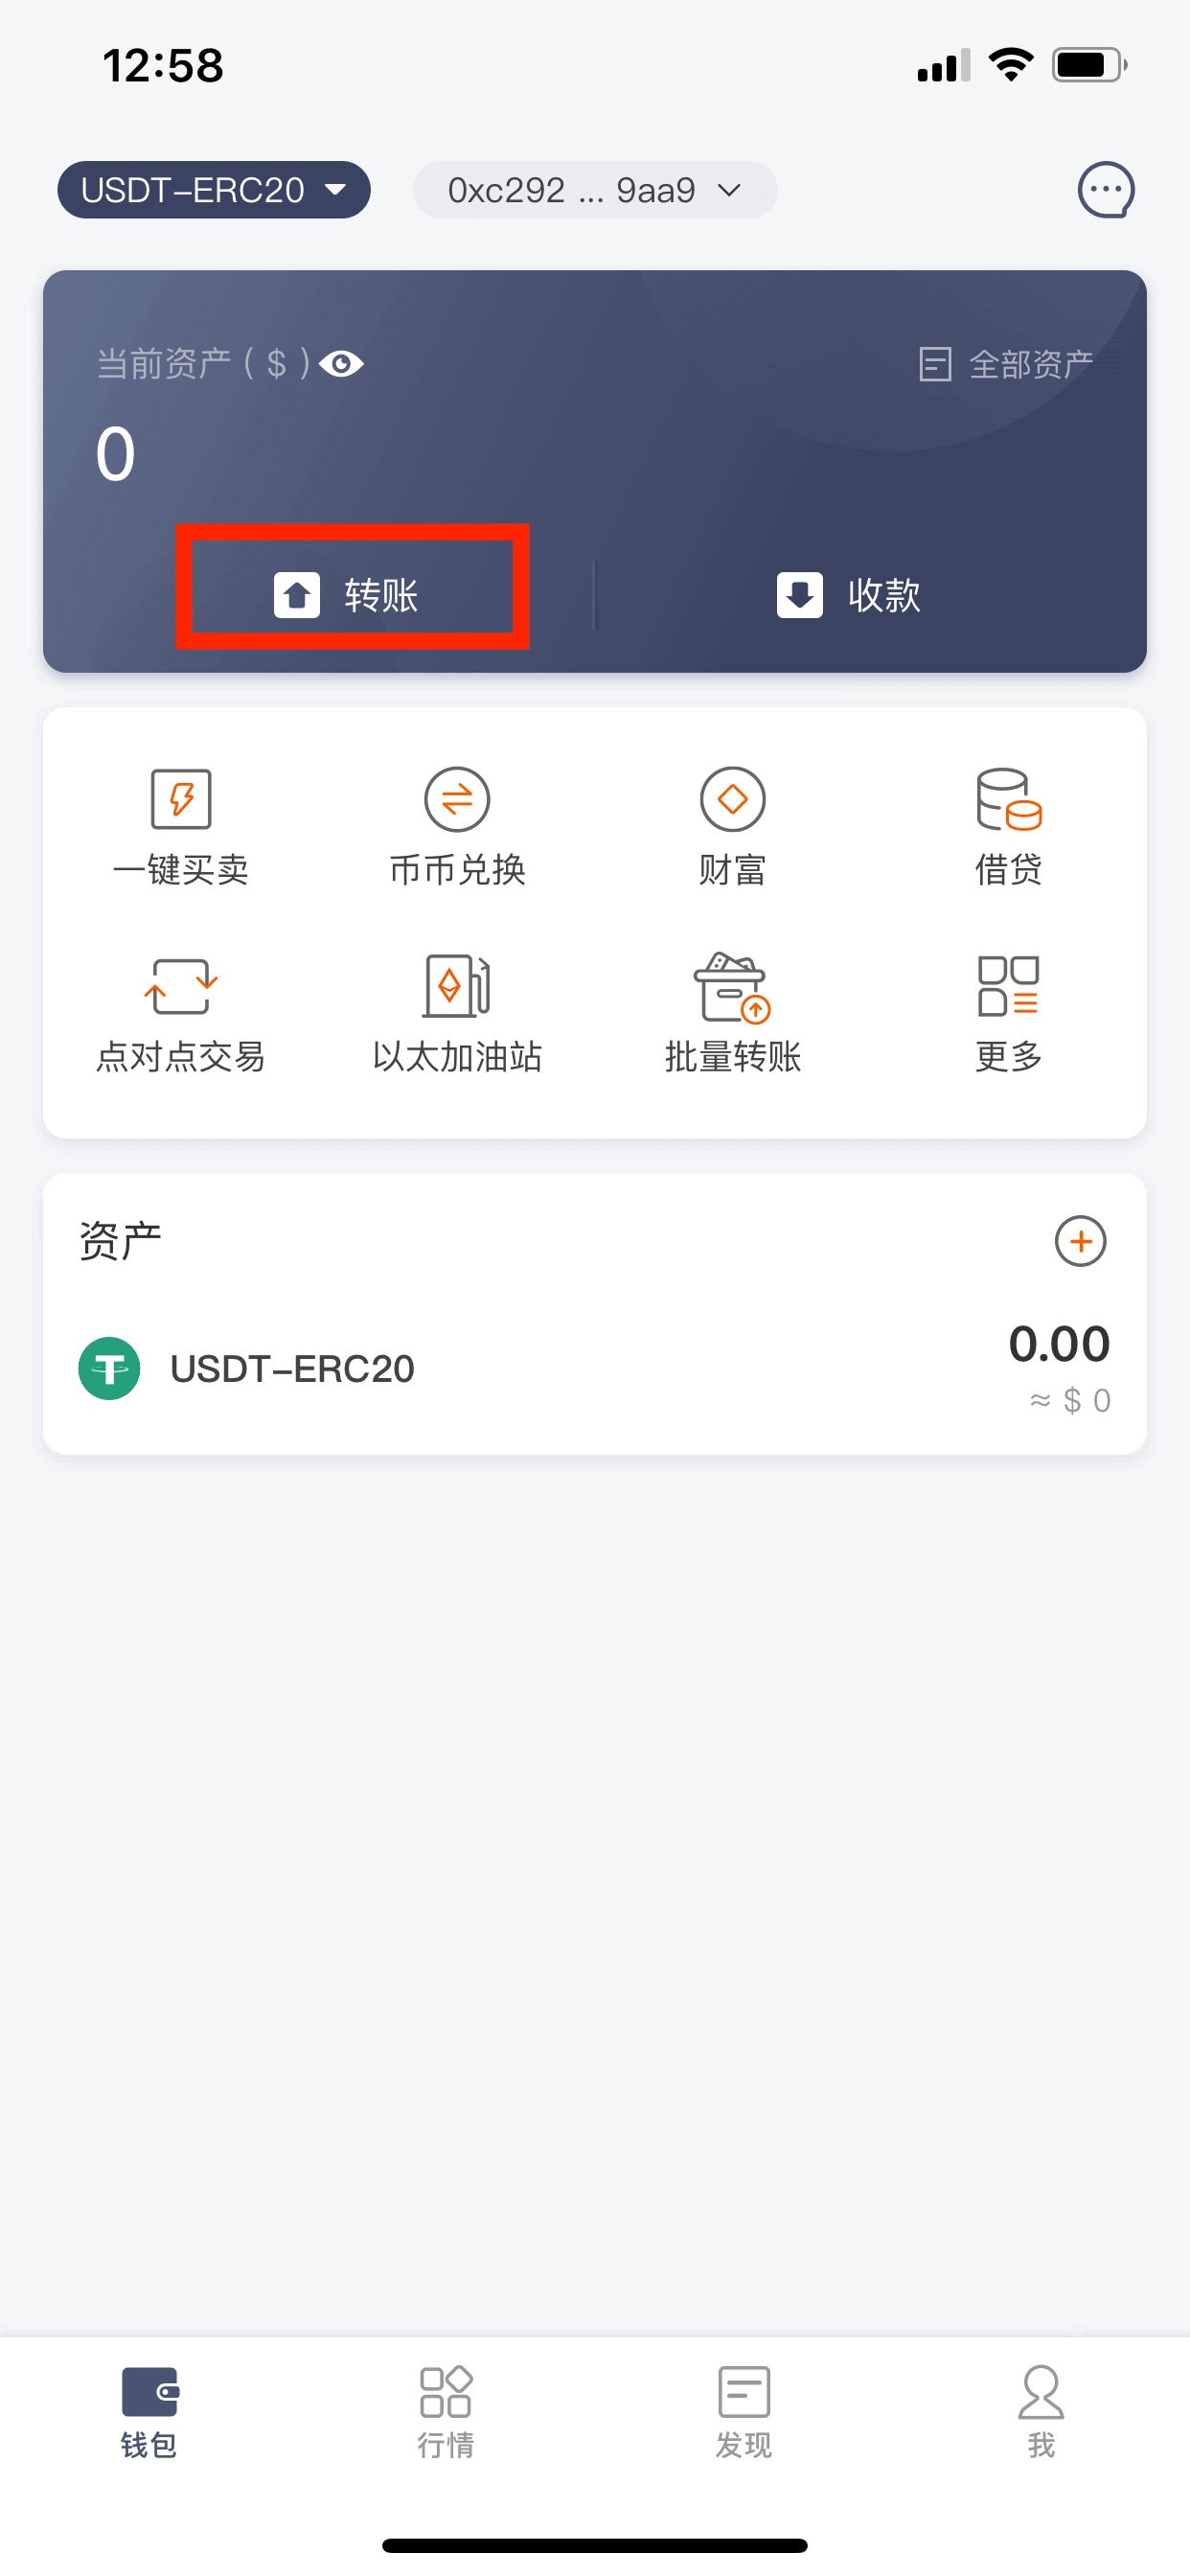 12:58
USDT-ERC20
0xc292 ... 9aa9
当前资产 ( $ )
全部资产
0
转账
收款
一键买卖
币币兑换
财富
借贷
点对点交易
以太加油站
批量转账
更多
资产
USDT-ERC20
0.00
≈ $ 0
钱包
行情
发现
我